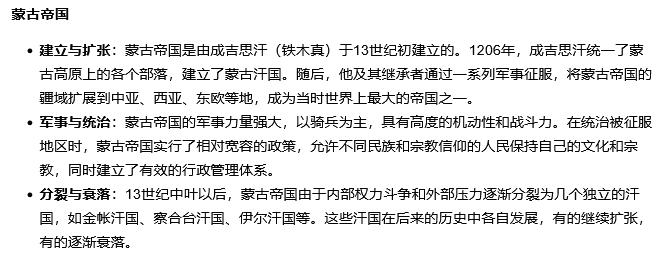 蒙古帝国
• 建立与扩张：蒙古帝国是由成吉思汗（铁木真）于13世纪初建立的。1206年，成吉思汗统一了蒙
古高原上的各个部落，建立了蒙古汗国。随后，他及其继承者通过一系列军事征服，将蒙古帝国的
疆域扩展到中亚、西亚、东欧等地，成为当时世界上最大的帝国之一。
• 军事与统治：蒙古帝国的军事力量强大，以骑兵为主，具有高度的机动性和战斗力。在统治被征服
地区时，蒙古帝国实行了相对宽容的政策，允许不同民族和宗教信仰的人民保持自己的文化和宗
教，同时建立了有效的行政管理体系。
• 分裂与衰落：13世纪中叶以后，蒙古帝国由于内部权力斗争和外部压力逐渐分裂为几个独立的汗
国，如金帐汗国、察合台汗国、伊尔汗国等。这些汗国在后来的历史中各自发展，有的继续扩张，
有的逐渐衰落。